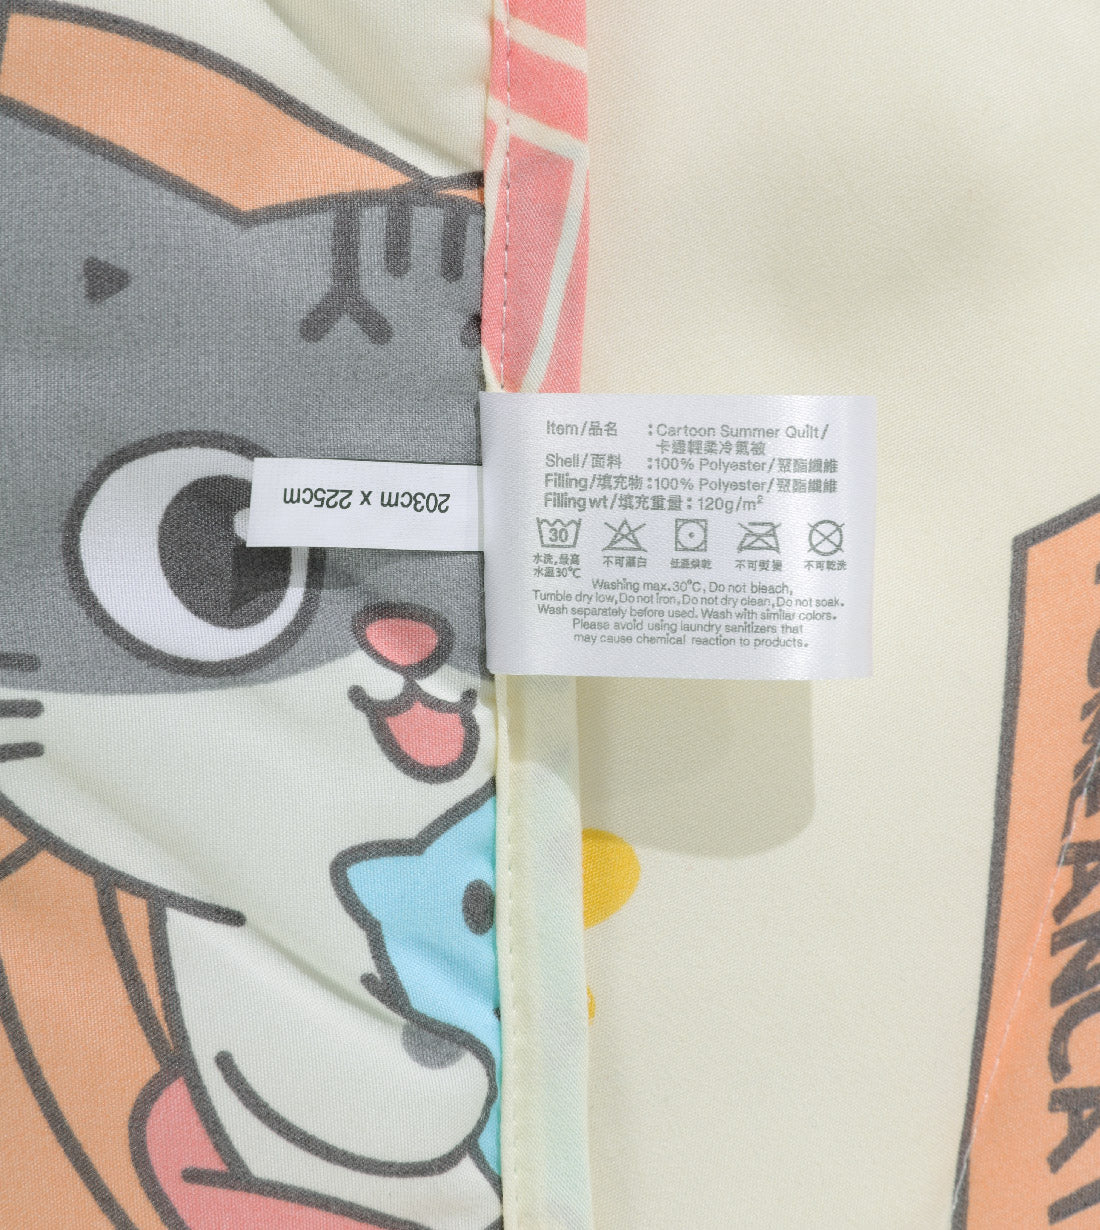 Item/品名 :Cartoon Summer Quilt/
卡通輕柔冷氣被
Shell/面料 :100% Polyester/聚酯纖維
Filling/填充物:100% Polyester/聚酯纖維
Filling wt/填充重量:120g/m²
30
水洗,最高
水溫30℃
不可漂白
低溫烘乾
不可熨燙
不可乾洗
Washing max.30℃, Do not bleach,
Tumble dry low,Do not iron,Do not dry clean,Do not soak.
Wash separately before used. Wash with similar colors.
Please avoid using laundry sanitizers that
may cause chemical reaction to products.
203cm x 225cm